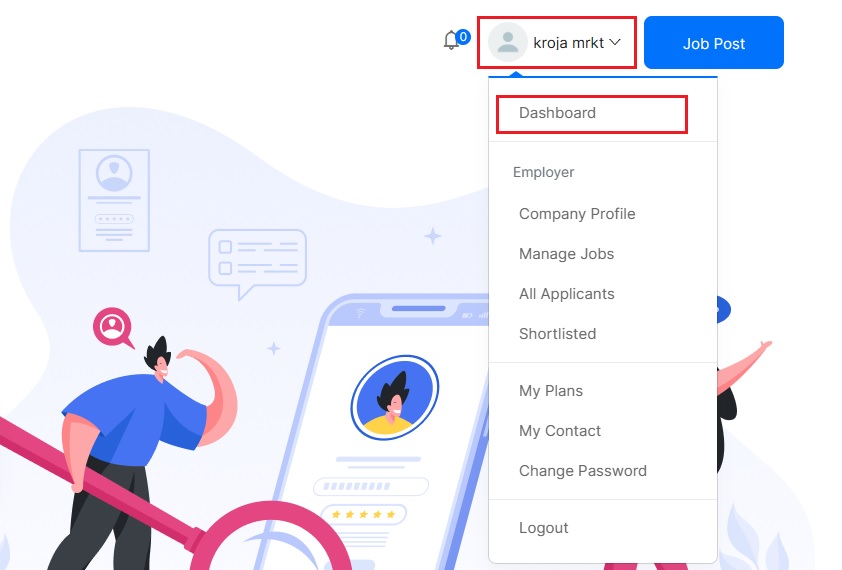 0
kroja mrkt
Job Post
Dashboard
Employer
Company Profile
Manage Jobs
All Applicants
Shortlisted
My Plans
My Contact
Change Password
Logout